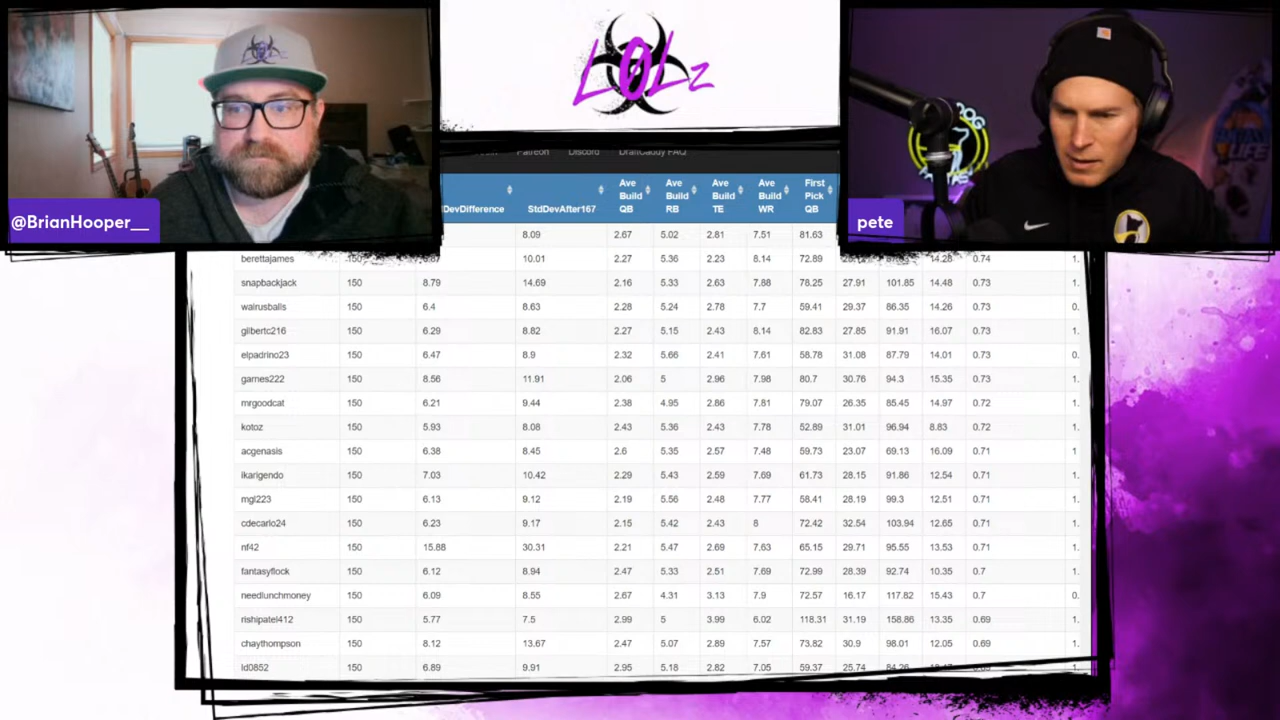 LOLz
@BrianHooper__
pete
LIFE
Patreon Discord DraftCaddy FAQ
DevDifference StdDevAfter167 Ave Build QB Ave Build RB Ave Build TE Ave Build WR First Pick QB
8.09 2.67 5.02 2.81 7.51 81.63
berettajames 150 10.01 2.27 5.36 2.23 8.14 72.89 0.74 1.
snapbackjack 150 8.79 14.69 2.16 5.33 2.63 7.88 78.25 27.91 101.85 14.48 0.73 1.
walrusballs 150 6.4 8.63 2.28 5.24 2.78 7.7 59.41 29.37 86.35 14.26 0.73 0.
gilbertc216 150 6.29 8.82 2.27 5.15 2.43 8.14 82.83 27.85 91.91 16.07 0.73 1.
elpadrino23 150 6.47 8.9 2.32 5.66 2.41 7.61 58.78 31.08 87.79 14.01 0.73 0.
games222 150 8.56 11.91 2.06 5 2.96 7.98 80.7 30.76 94.3 15.35 0.73 1.
mrgoodcat 150 6.21 9.44 2.38 4.95 2.86 7.81 79.07 26.35 85.45 14.97 0.72 1.
kotoz 150 5.93 8.08 2.43 5.36 2.43 7.78 52.89 31.01 96.94 8.83 0.72 1.
acgenasis 150 6.38 8.45 2.6 5.35 2.57 7.48 59.73 23.07 69.13 16.09 0.71 1.
ikarigendo 150 7.03 10.42 2.29 5.43 2.59 7.69 61.73 28.15 91.86 12.54 0.71 1.
mgl223 150 6.13 9.12 2.19 5.56 2.48 7.77 58.41 28.19 99.3 12.51 0.71 1.
cdecarlo24 150 6.23 9.17 2.15 5.42 2.43 8 72.42 32.54 103.94 12.65 0.71 1.
nf42 150 15.88 30.31 2.21 5.47 2.69 7.63 65.15 29.71 95.55 13.53 0.71 1.
fantasyflock 150 6.12 8.94 2.47 5.33 2.51 7.69 72.99 28.39 92.74 10.35 0.7 1.
needlunchmoney 150 6.09 8.55 2.67 4.31 3.13 7.9 72.57 16.17 117.82 15.43 0.7 0.
rishipatel412 150 5.77 7.5 2.99 5 3.99 6.02 118.31 31.19 158.86 13.35 0.69 1.
chaythompson 150 8.12 13.67 2.47 5.07 2.89 7.57 73.82 30.9 98.01 12.05 0.69 1.
ld0852 150 6.89 9.91 2.95 5.18 2.82 7.05 59.37 25.74 84.26 1.